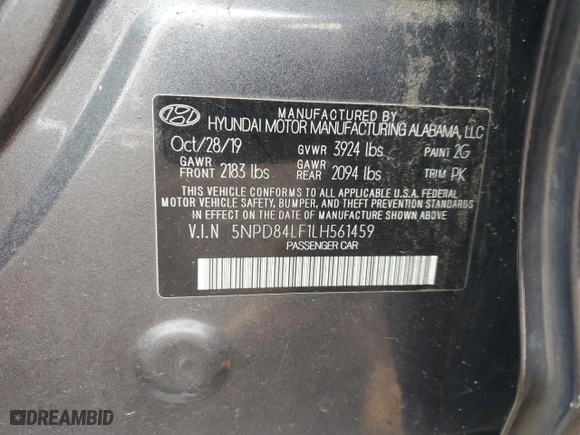 MANUFACTURED BY
HYUNDAI MOTOR MANUFACTURING ALABAMA, LLC
Oct/28/19 GVWR 3924 lbs PAINT 2G
GAWR FRONT 2183 lbs GAWR REAR 2094 lbs TRIM PK
THIS VEHICLE CONFORMS TO ALL APPLICABLE U.S.A. FEDERAL
MOTOR VEHICLE SAFETY, BUMPER, AND THEFT PREVENTION STANDARDS
IN EFFECT ON THE DATE OF MANUFACTURE SHOWN ABOVE.
V.I.N 5NPD84LF1LH561459
PASSENGER CAR
DREAMBID